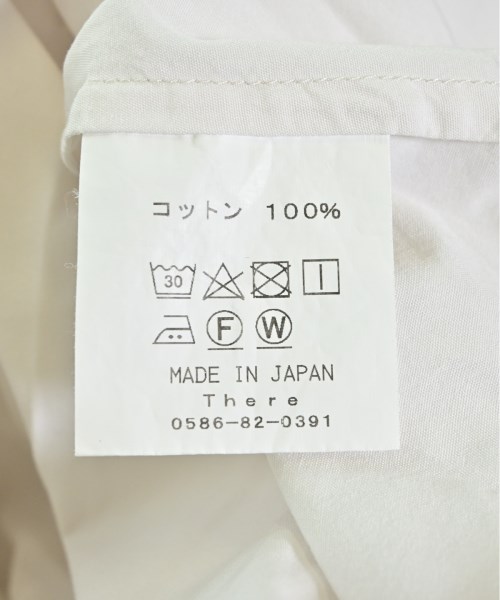 コットン 100%
30
F W
MADE IN JAPAN
There
0586-82-0391